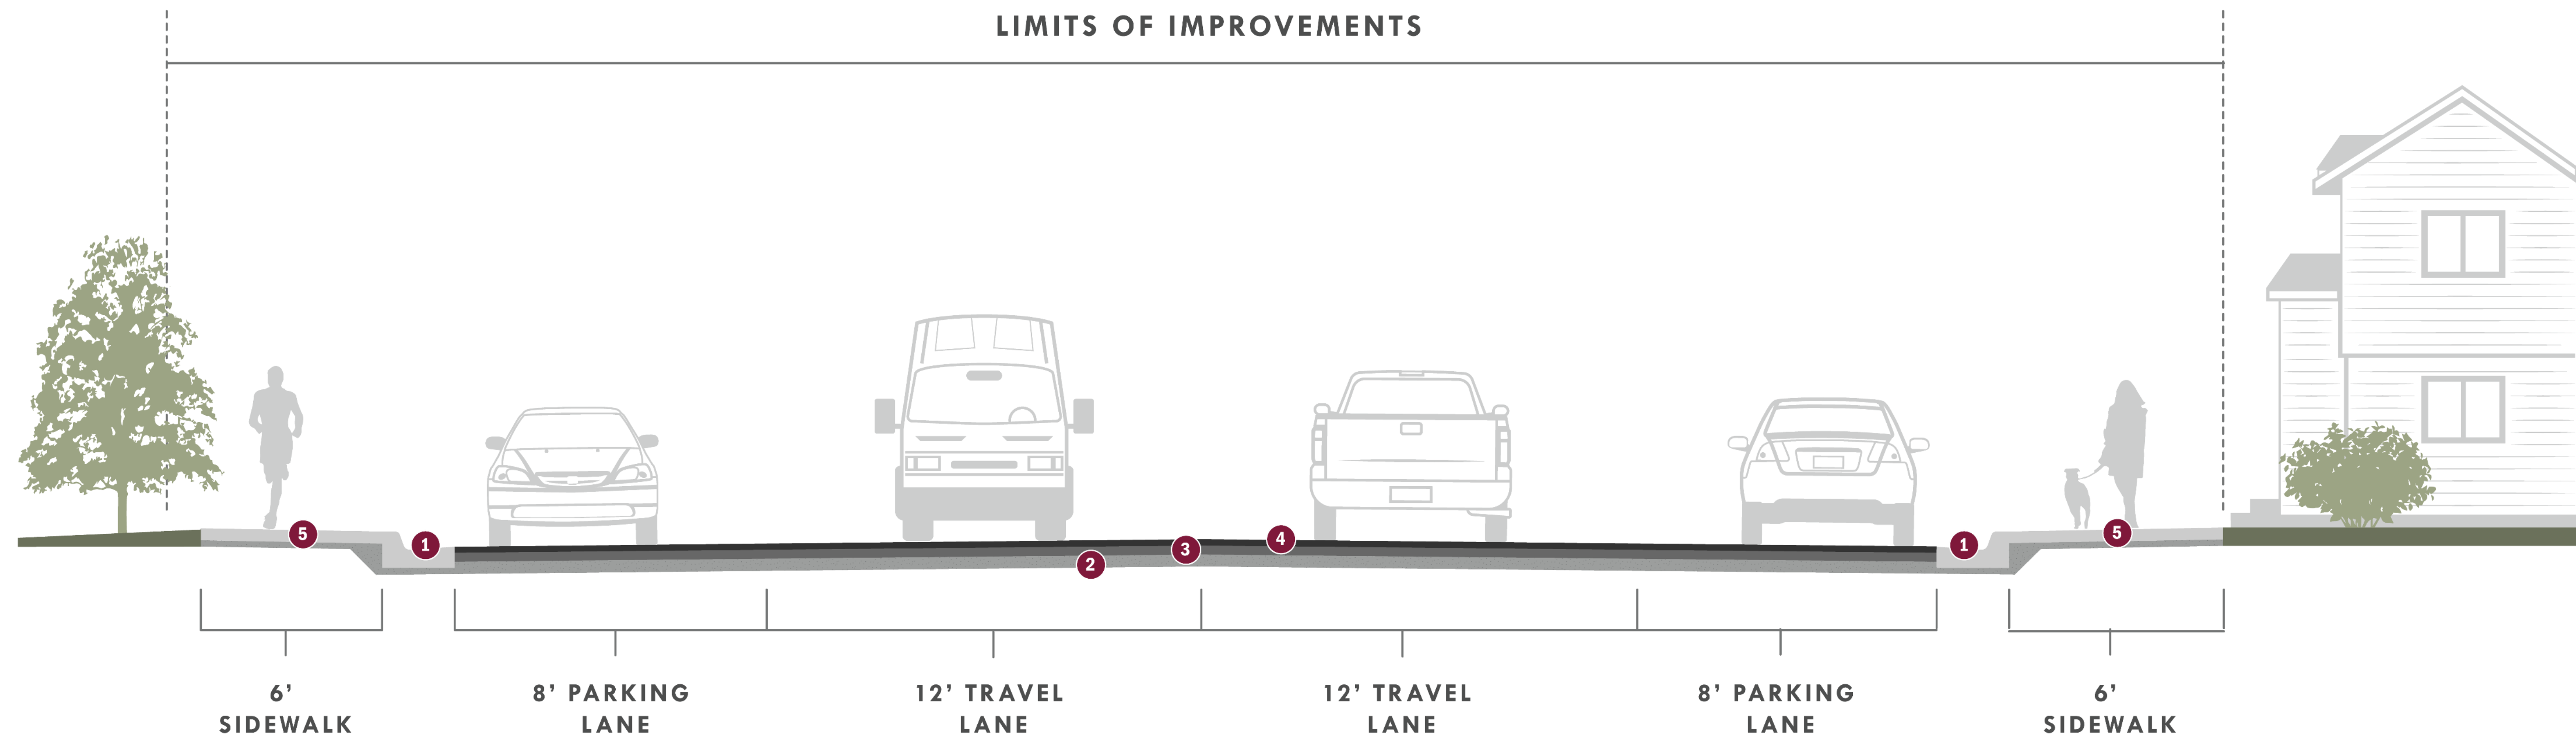 LIMITS OF IMPROVEMENTS
5
1
2
3
4
1
5
6’
SIDEWALK
8’ PARKING
LANE
12’ TRAVEL
LANE
12’ TRAVEL
LANE
8’ PARKING
LANE
6’
SIDEWALK